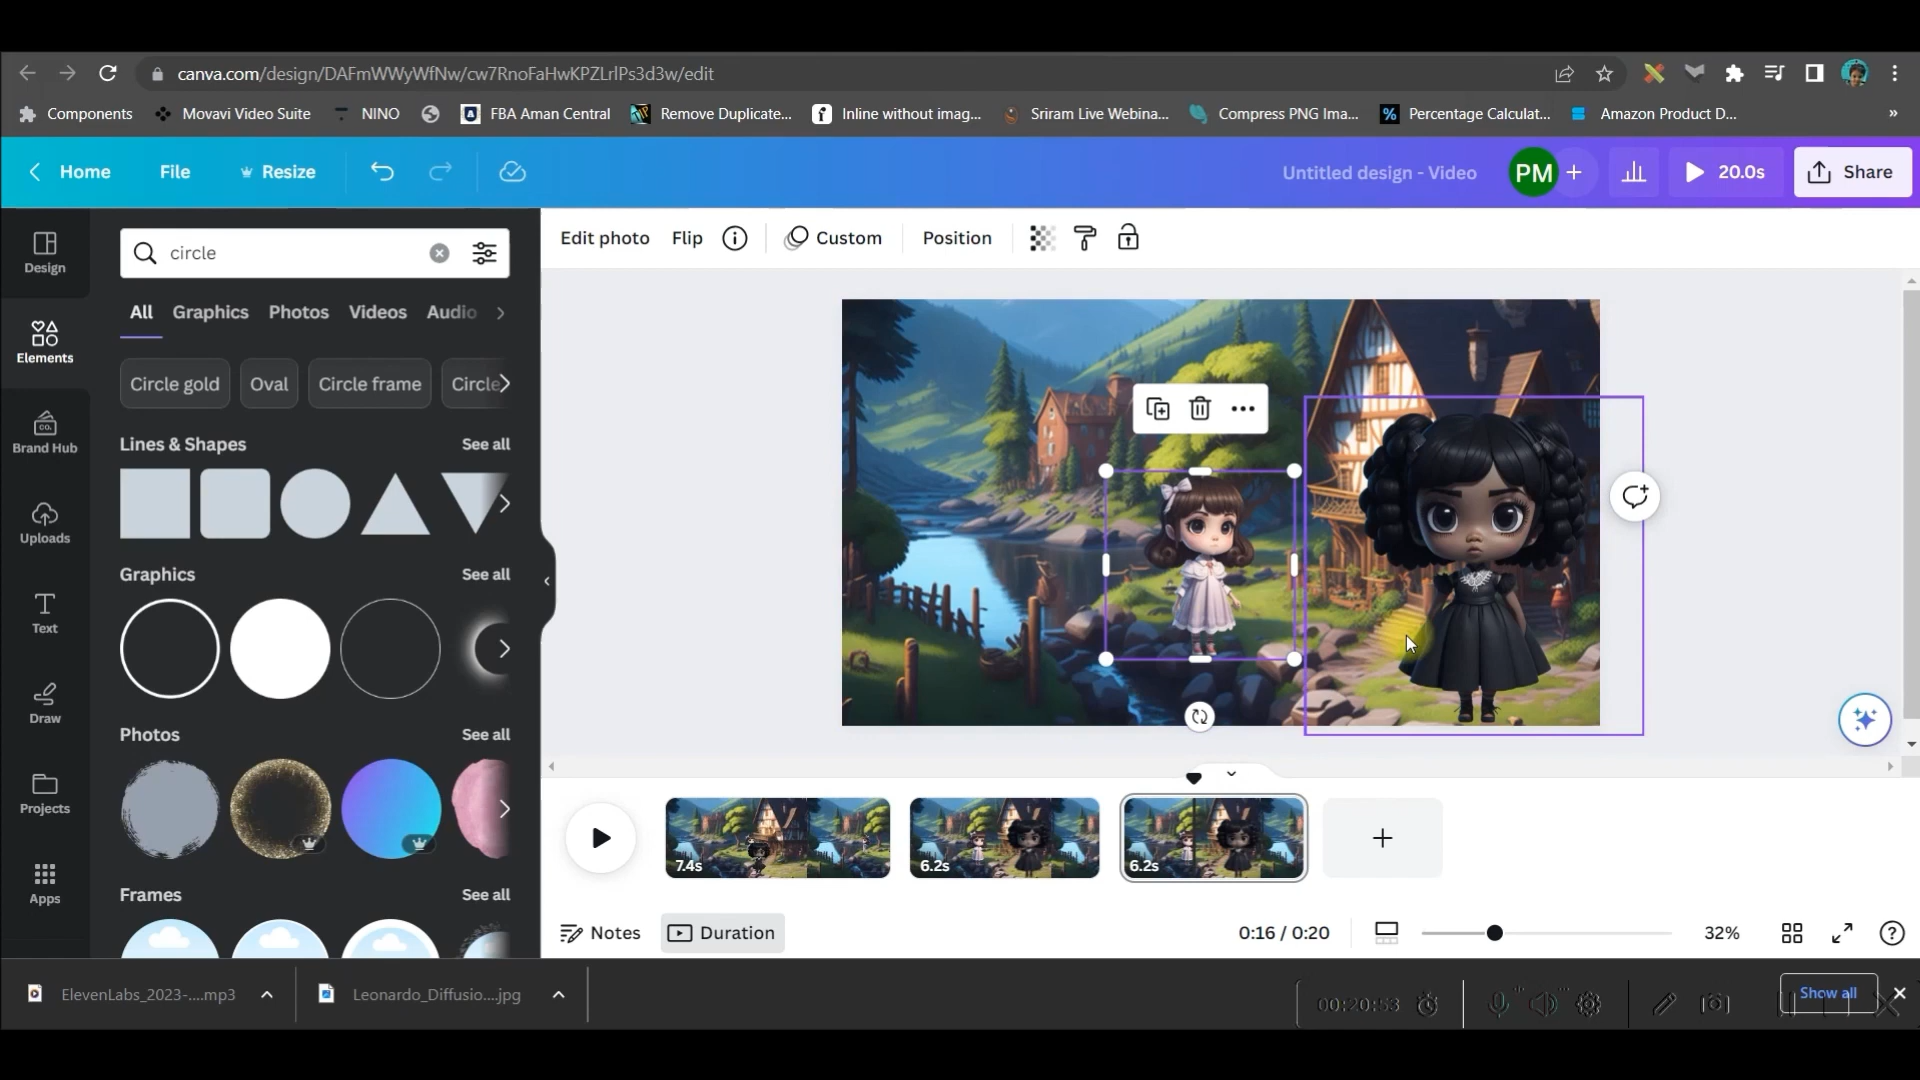 canva.com/design/DAFmWWyWfNw/cw7RnoFaHwKPZLrlPs3d3w/edit
Components Movavi Video Suite NINO FBA Aman Central Remove Duplicate... Inline without imag... Sriram Live Webina... Compress PNG Ima... Percentage Calculat... Amazon Product D... »
Home File Resize Untitled design - Video PM + 20.0s Share
Design
Elements
Brand Hub
Uploads
Text
Draw
Projects
Apps
circle
All Graphics Photos Videos Audio
Circle gold Oval Circle frame Circle
Lines & Shapes See all
Graphics See all
Photos See all
Frames See all
Edit photo Flip Custom Position
7.4s 6.2s 6.2s
Notes Duration 0:16 / 0:20 32%
ElevenLabs_2023-....mp3 Leonardo_Diffusio....jpg 00:20:53 Show all